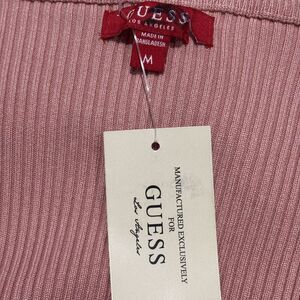 GUESS
LOS ANGELES
MADE IN
BANGLADESH
M
MANUFACTURED EXCLUSIVELY
FOR
GUESS
Los Angeles